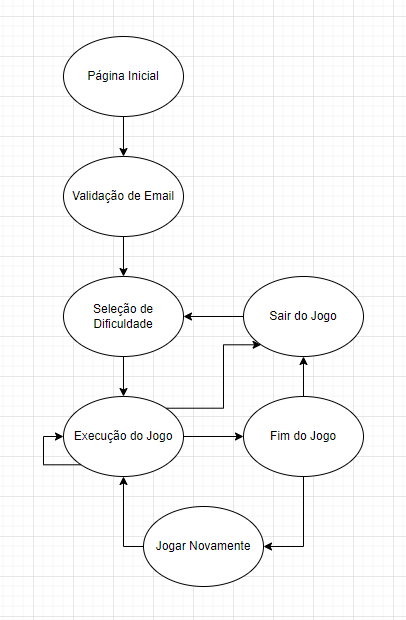 Página Inicial
Validação de Email
Seleção de
Dificuldade
Sair do Jogo
Execução do Jogo
Fim do Jogo
Jogar Novamente